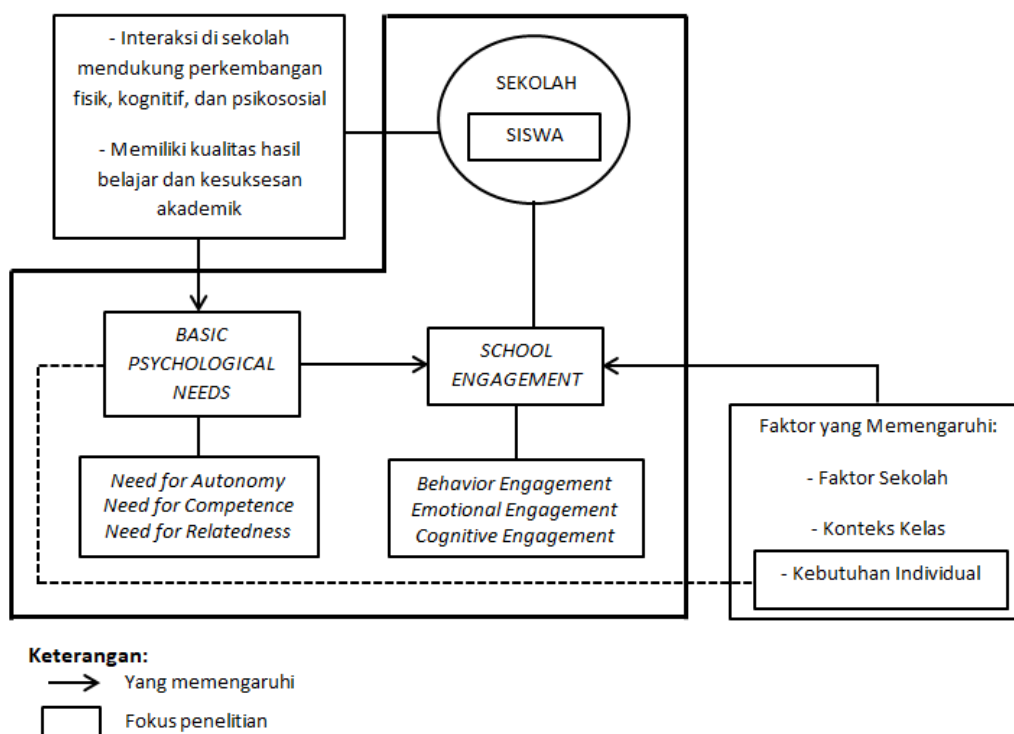 - Interaksi di sekolah
mendukung perkembangan
fisik, kognitif, dan psikososial
- Memiliki kualitas hasil
belajar dan kesuksesan
akademik
SEKOLAH
SISWA
BASIC
PSYCHOLOGICAL
NEEDS
SCHOOL
ENGAGEMENT
Need for Autonomy
Need for Competence
Need for Relatedness
Behavior Engagement
Emotional Engagement
Cognitive Engagement
Faktor yang Memengaruhi:
- Faktor Sekolah
- Konteks Kelas
- Kebutuhan Individual
Keterangan:
Yang memengaruhi
Fokus penelitian